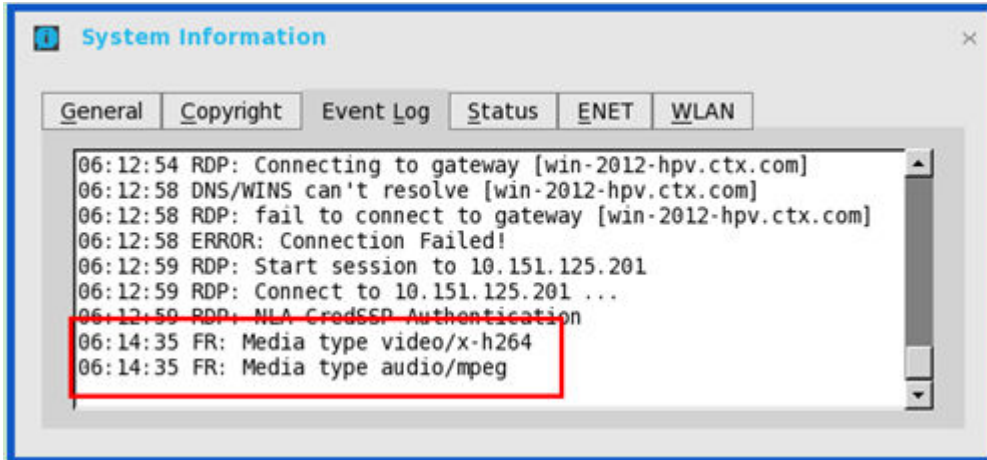 System Information
General Copyright Event Log Status ENET WLAN
06:12:54 RDP: Connecting to gateway [win-2012-hpv.ctx.com]
06:12:58 DNS/WINS can't resolve [win-2012-hpv.ctx.com]
06:12:58 RDP: fail to connect to gateway [win-2012-hpv.ctx.com]
06:12:58 ERROR: Connection Failed!
06:12:59 RDP: Start session to 10.151.125.201
06:12:59 RDP: Connect to 10.151.125.201 ...
06:12:59 RDP: NLA CredSSP Authentication
06:14:35 FR: Media type video/x-h264
06:14:35 FR: Media type audio/mpeg